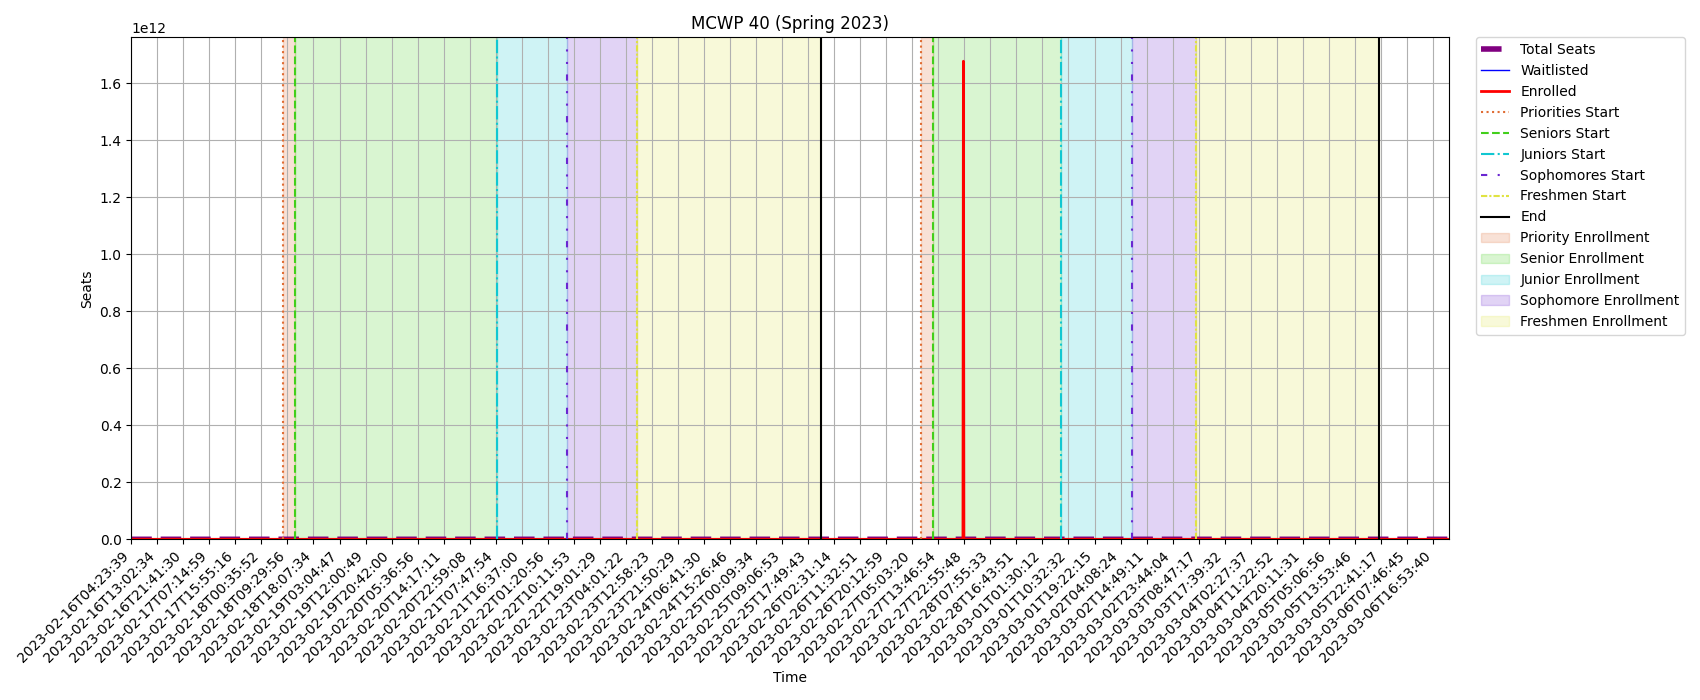 MCWP 40 (Spring 2023)
1e12
1.6
1.4
1.2
1.0
0.8
0.6
0.4
0.2
0.0
Seats
2023-02-16T04:23:39
2023-02-16T13:02:34
2023-02-16T21:41:30
2023-02-17T07:14:59
2023-02-17T15:55:16
2023-02-18T00:35:52
2023-02-18T09:29:56
2023-02-18T18:07:34
2023-02-19T03:04:47
2023-02-19T12:00:49
2023-02-19T20:42:00
2023-02-20T05:36:56
2023-02-20T14:17:11
2023-02-20T22:59:08
2023-02-21T07:47:54
2023-02-21T16:37:00
2023-02-22T01:20:56
2023-02-22T10:11:53
2023-02-22T19:01:29
2023-02-23T04:01:22
2023-02-23T12:58:23
2023-02-23T21:50:29
2023-02-24T06:41:30
2023-02-24T15:26:46
2023-02-25T00:09:34
2023-02-25T09:06:53
2023-02-25T17:49:43
2023-02-26T02:31:14
2023-02-26T11:32:51
2023-02-26T20:12:59
2023-02-27T05:03:20
2023-02-27T13:46:54
2023-02-27T22:55:48
2023-02-28T07:55:33
2023-02-28T16:43:51
2023-03-01T01:30:12
2023-03-01T10:32:32
2023-03-01T19:22:15
2023-03-02T04:08:24
2023-03-02T14:49:11
2023-03-02T23:44:04
2023-03-03T08:47:17
2023-03-03T17:39:32
2023-03-04T02:27:37
2023-03-04T11:22:52
2023-03-04T20:11:31
2023-03-05T05:06:56
2023-03-05T13:53:46
2023-03-05T22:41:17
2023-03-06T07:46:45
2023-03-06T16:53:40
Time
Total Seats
Waitlisted
Enrolled
Priorities Start
Seniors Start
Juniors Start
Sophomores Start
Freshmen Start
End
Priority Enrollment
Senior Enrollment
Junior Enrollment
Sophomore Enrollment
Freshmen Enrollment